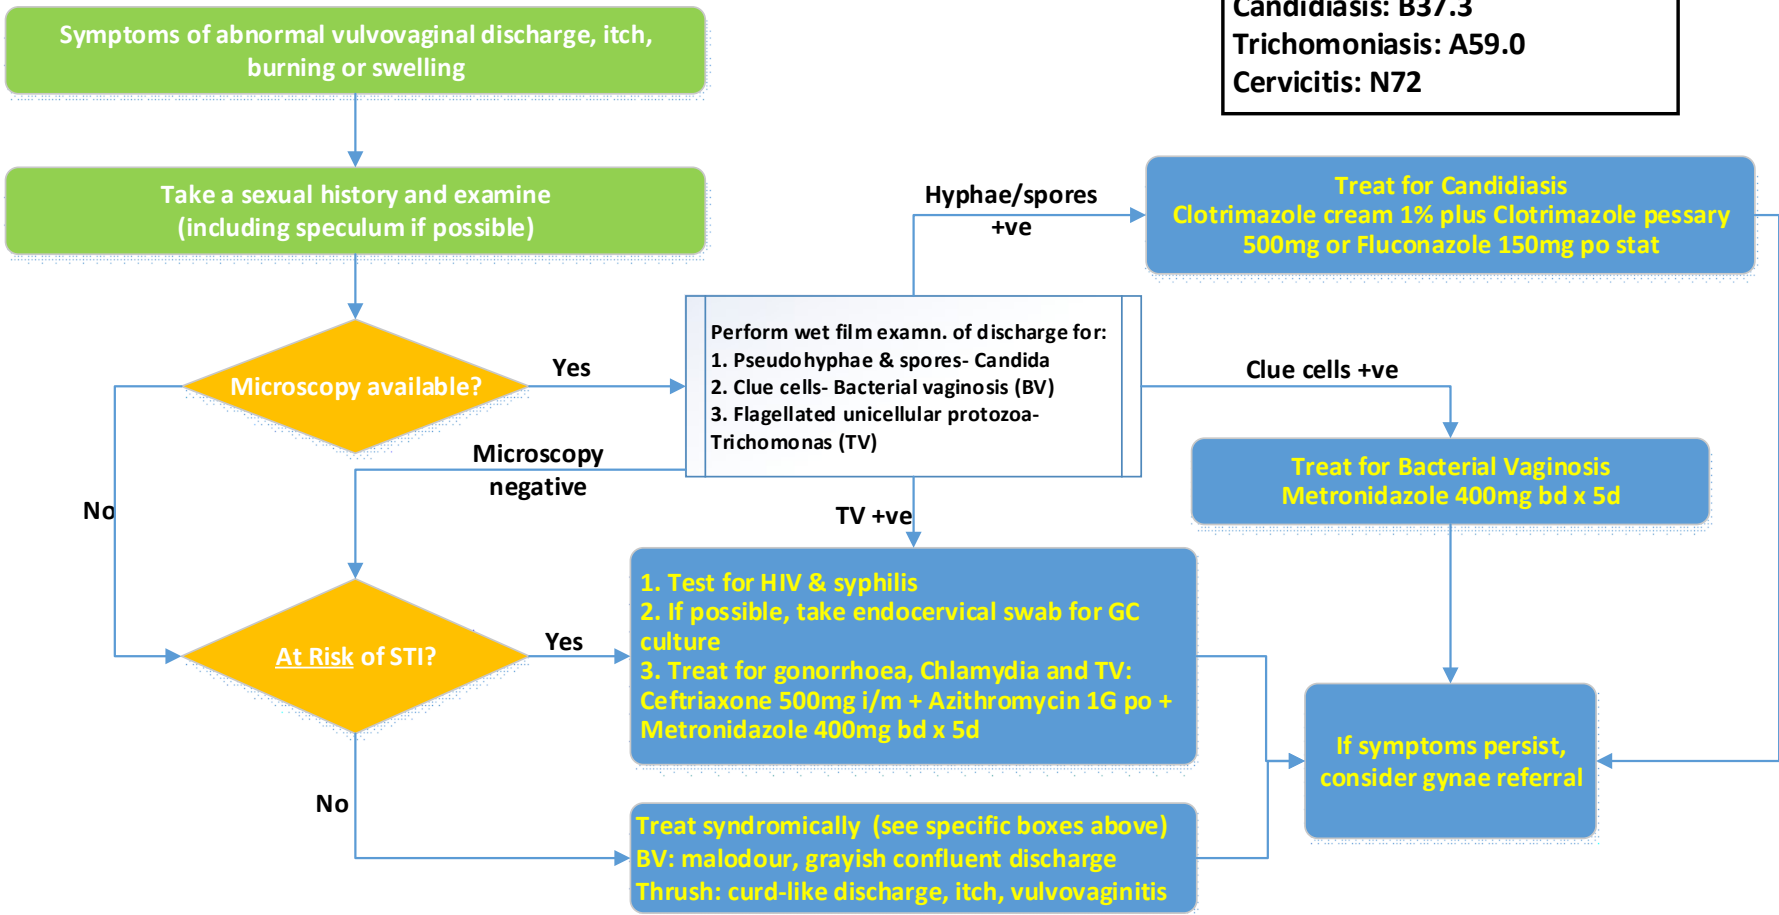 Candidiasis: B37.3
Trichomoniasis: A59.0
Cervicitis: N72
Symptoms of abnormal vulvovaginal discharge, itch,
burning or swelling
Take a sexual history and examine
(including speculum if possible)
Hyphae/spores
+ve
Treat for Candidiasis
Clotrimazole cream 1% plus Clotrimazole pessary
500mg or Fluconazole 150mg po stat
Microscopy available?
Yes
No
Perform wet film examn. of discharge for:
1. Pseudohyphae & spores- Candida
2. Clue cells- Bacterial vaginosis (BV)
3. Flagellated unicellular protozoa-
Trichomonas (TV)
Clue cells +ve
Microscopy
negative
TV +ve
Treat for Bacterial Vaginosis
Metronidazole 400mg bd x 5d
At Risk of STI?
Yes
No
1. Test for HIV & syphilis
2. If possible, take endocervical swab for GC
culture
3. Treat for gonorrhoea, Chlamydia and TV:
Ceftriaxone 500mg i/m + Azithromycin 1G po +
Metronidazole 400mg bd x 5d
If symptoms persist,
consider gynae referral
Treat syndromically (see specific boxes above)
BV: malodour, grayish confluent discharge
Thrush: curd-like discharge, itch, vulvovaginitis